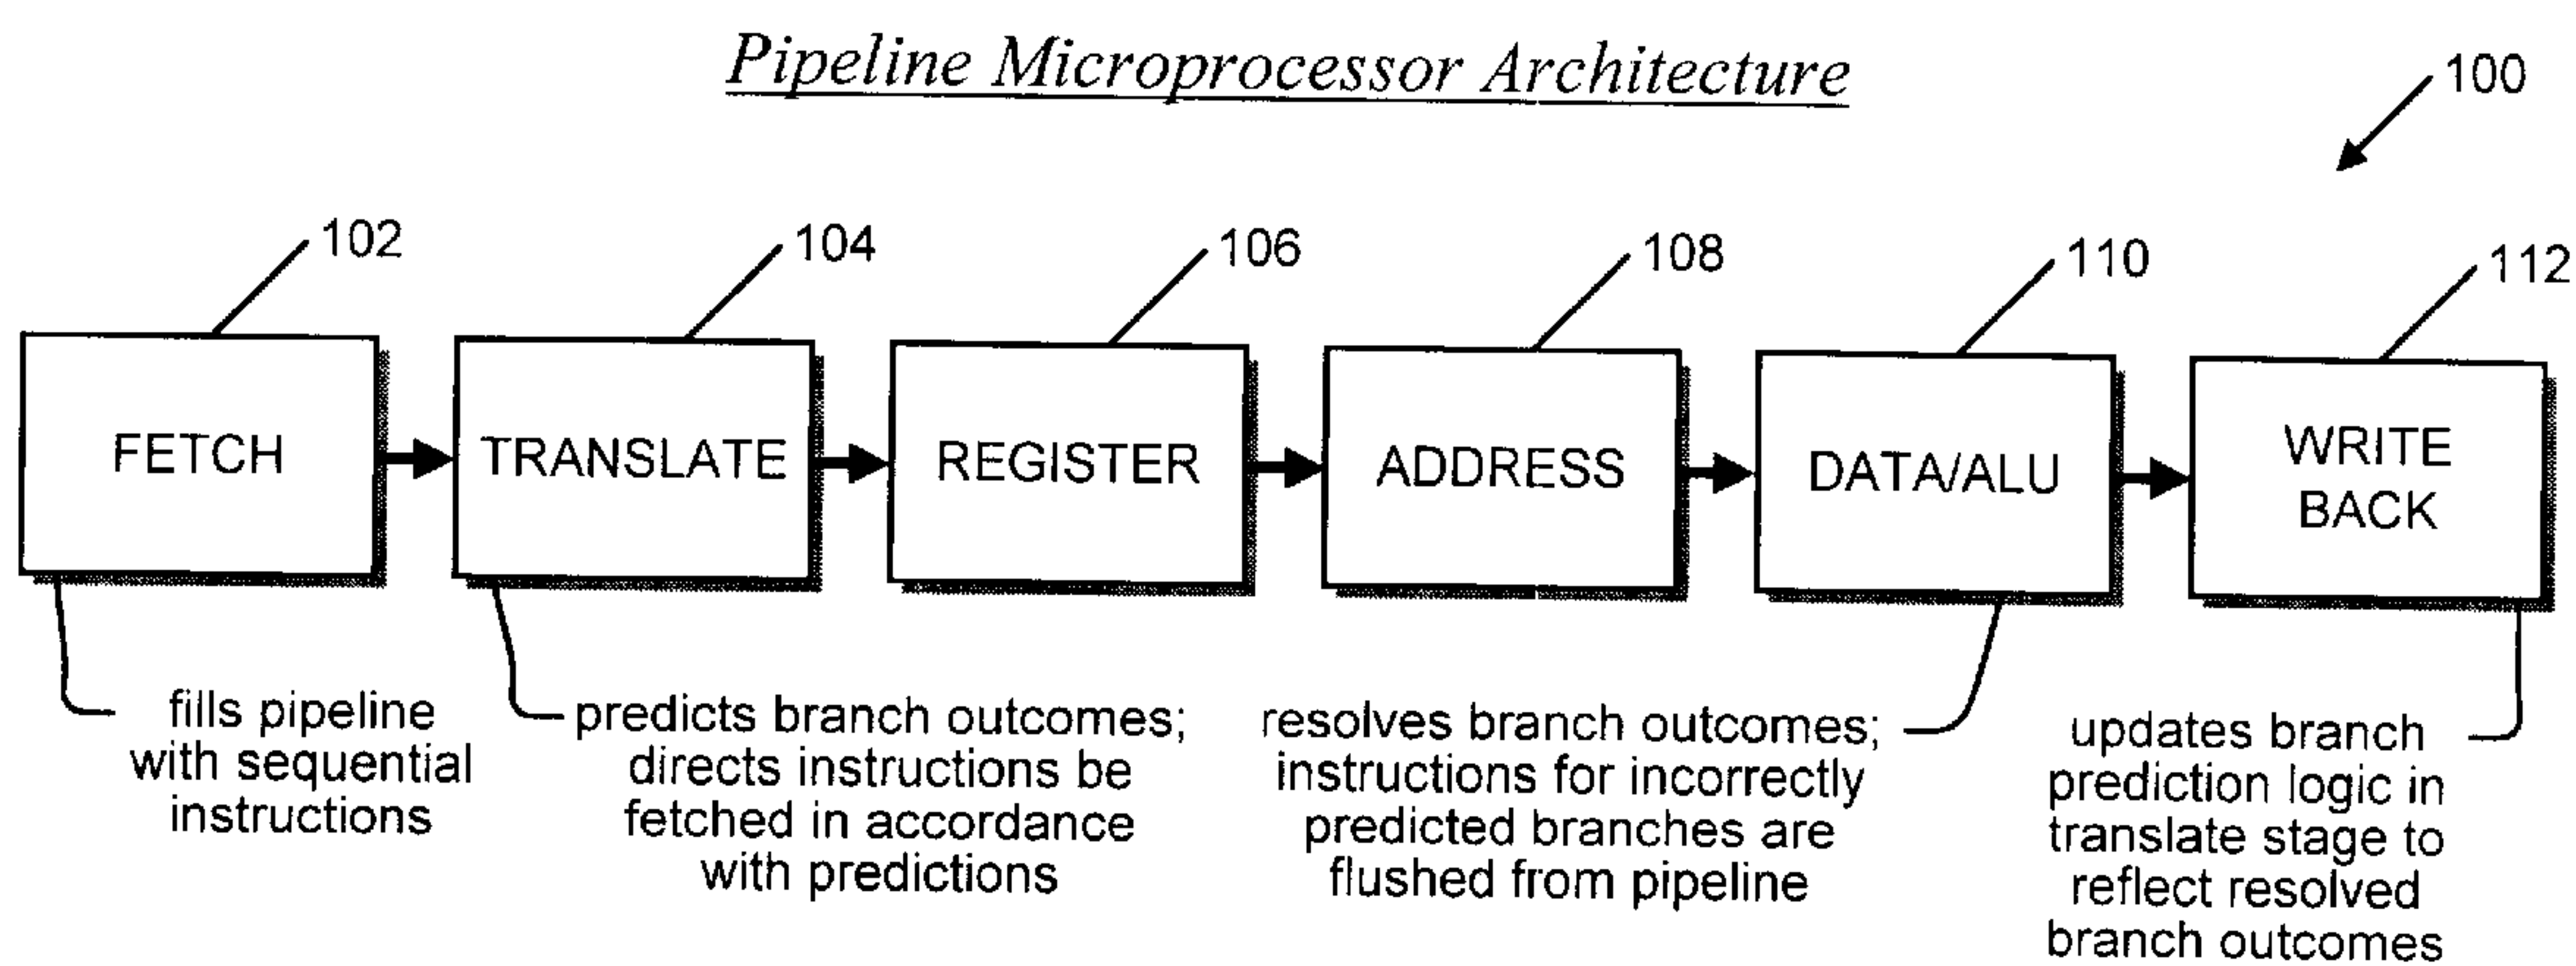 Pipeline Microprocessor Architecture
100
102
104
106
108
110
112
FETCH
TRANSLATE
REGISTER
ADDRESS
DATA/ALU
WRITE
BACK
fills pipeline
with sequential
instructions
predicts branch outcomes;
directs instructions be
fetched in accordance
with predictions
resolves branch outcomes;
instructions for incorrectly
predicted branches are
flushed from pipeline
updates branch
prediction logic in
translate stage to
reflect resolved
branch outcomes